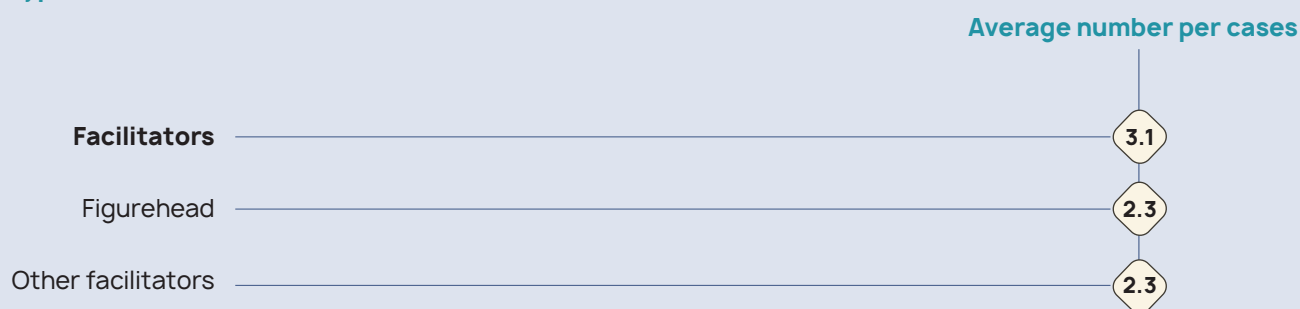 Average number per cases
Facilitators 3.1
Figurehead 2.3
Other facilitators 2.3